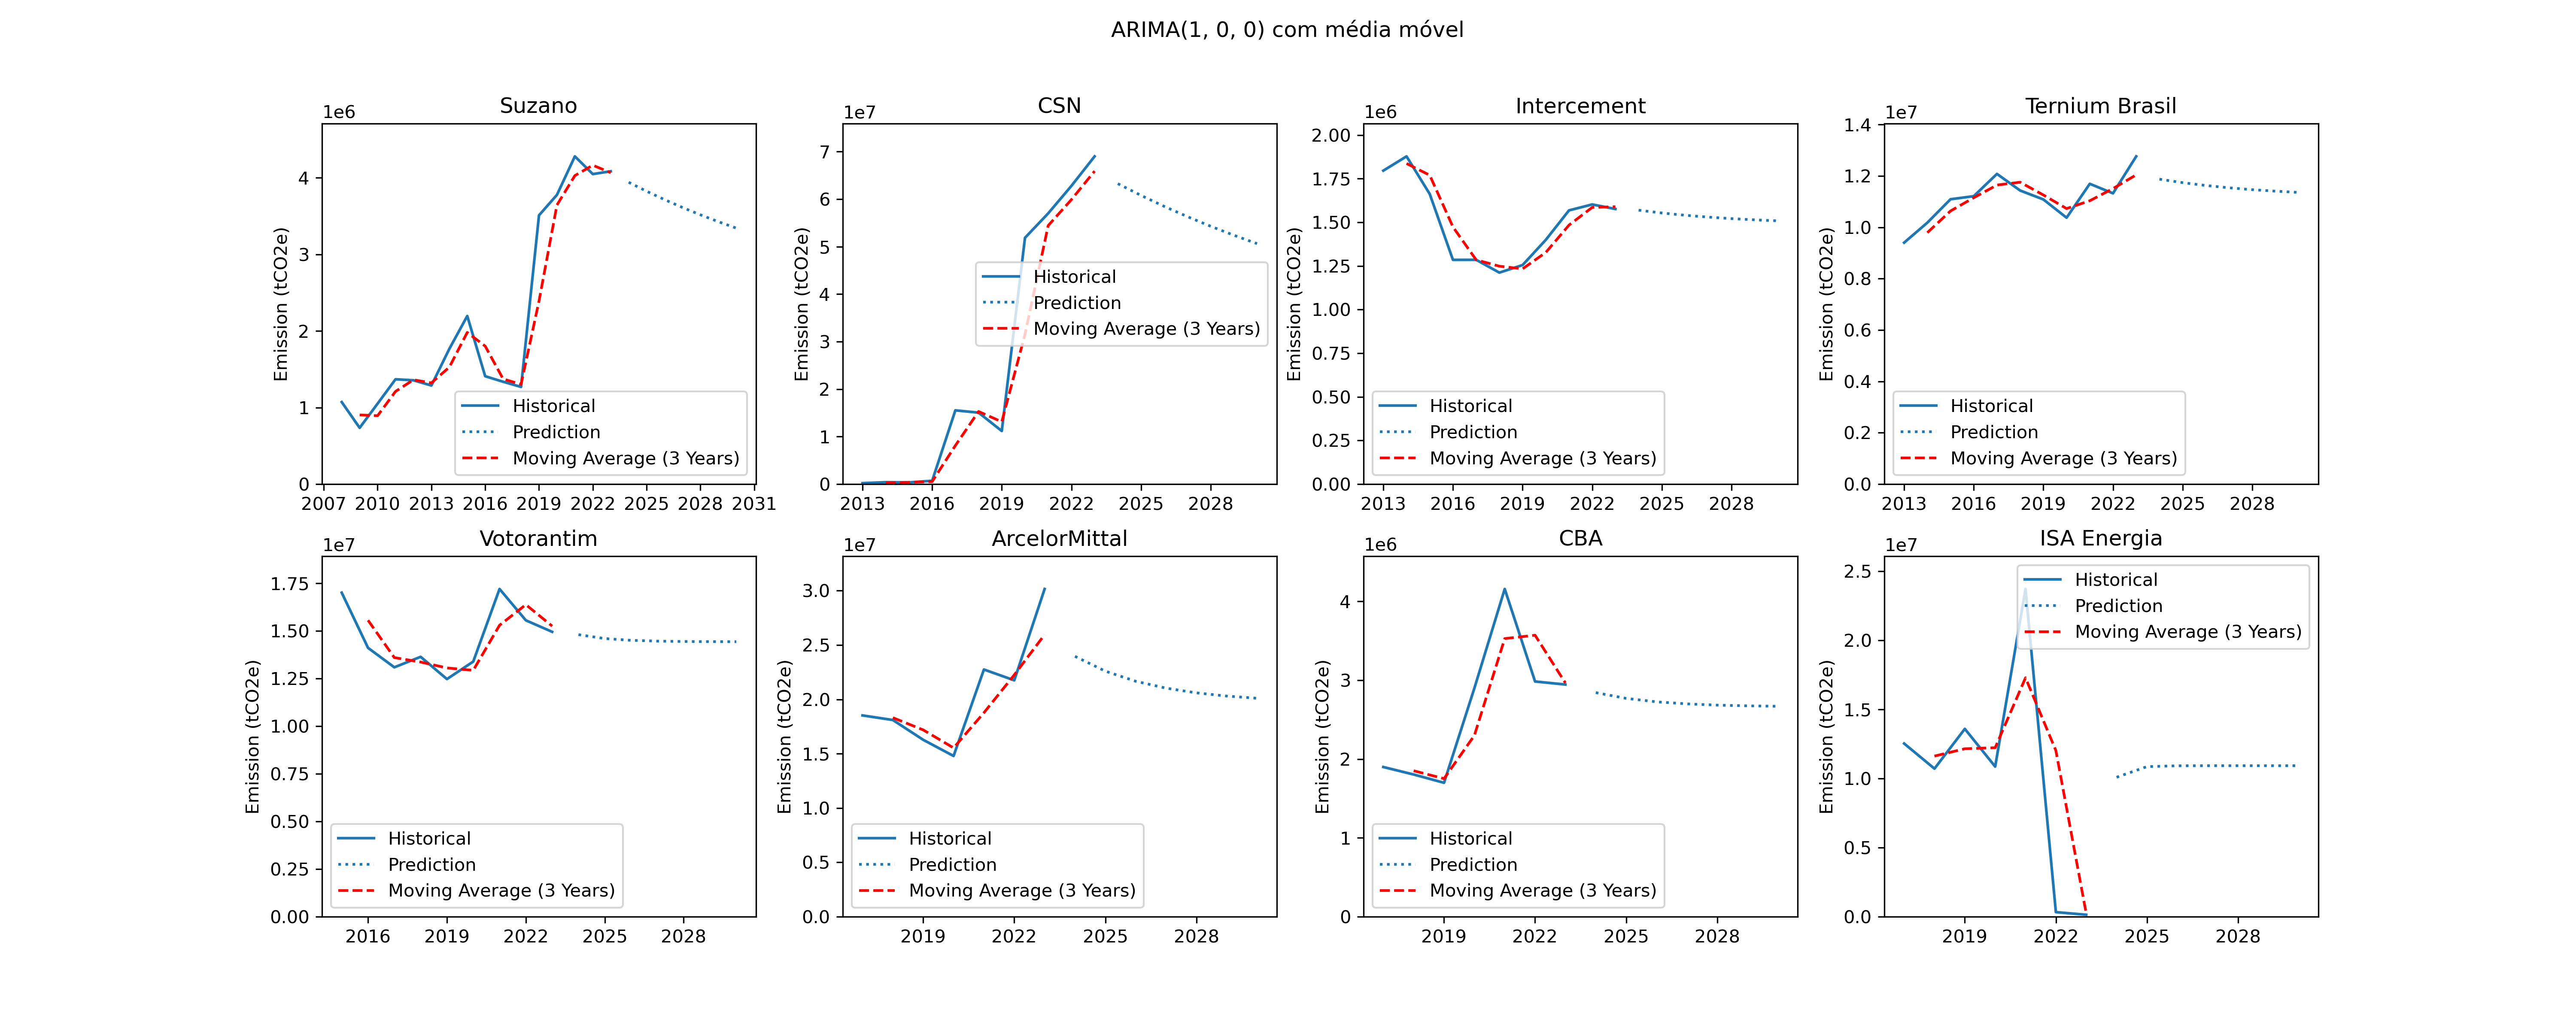 ARIMA(1, 0, 0) com média móvel
Suzano
1e6
Emission (tCO2e)
4
3
2
1
0
2007 2010 2013 2016 2019 2022 2025 2028 2031
Historical
Prediction
Moving Average (3 Years)
CSN
1e7
Emission (tCO2e)
7
6
5
4
3
2
1
0
2013 2016 2019 2022 2025 2028
Historical
Prediction
Moving Average (3 Years)
Intercement
1e6
Emission (tCO2e)
2.00
1.75
1.50
1.25
1.00
0.75
0.50
0.25
0.00
2013 2016 2019 2022 2025 2028
Historical
Prediction
Moving Average (3 Years)
Ternium Brasil
1e7
Emission (tCO2e)
1.4
1.2
1.0
0.8
0.6
0.4
0.2
0.0
2013 2016 2019 2022 2025 2028
Historical
Prediction
Moving Average (3 Years)
Votorantim
1e7
Emission (tCO2e)
1.75
1.50
1.25
1.00
0.75
0.50
0.25
0.00
2016 2019 2022 2025 2028
Historical
Prediction
Moving Average (3 Years)
ArcelorMittal
1e7
Emission (tCO2e)
3.0
2.5
2.0
1.5
1.0
0.5
0.0
2019 2022 2025 2028
Historical
Prediction
Moving Average (3 Years)
CBA
1e6
Emission (tCO2e)
4
3
2
1
0
2019 2022 2025 2028
Historical
Prediction
Moving Average (3 Years)
ISA Energia
1e7
Emission (tCO2e)
2.5
2.0
1.5
1.0
0.5
0.0
2019 2022 2025 2028
Historical
Prediction
Moving Average (3 Years)